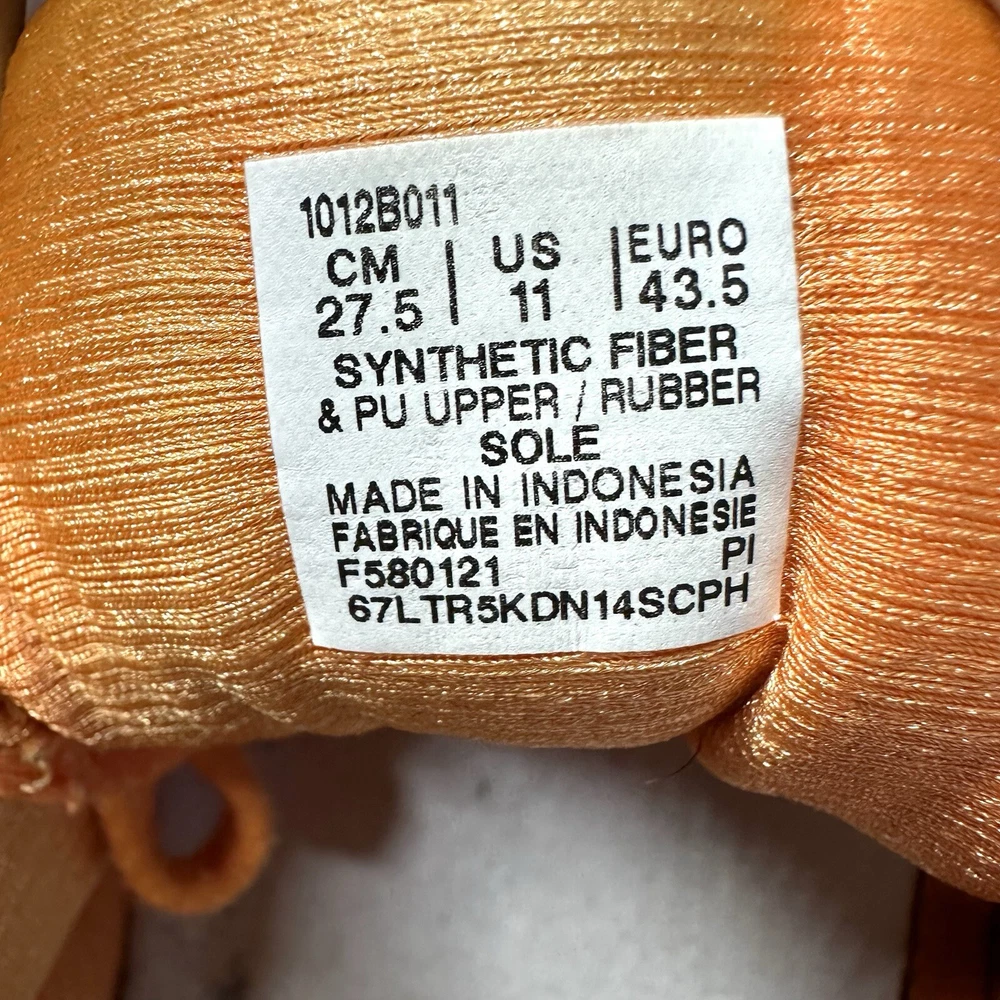 1012B011
CM | US | EURO
27.5 | 11 | 43.5
SYNTHETIC FIBER
& PU UPPER / RUBBER
SOLE
MADE IN INDONESIA
FABRIQUE EN INDONESIE
F580121 PI
67LTR5KDN14SCPH